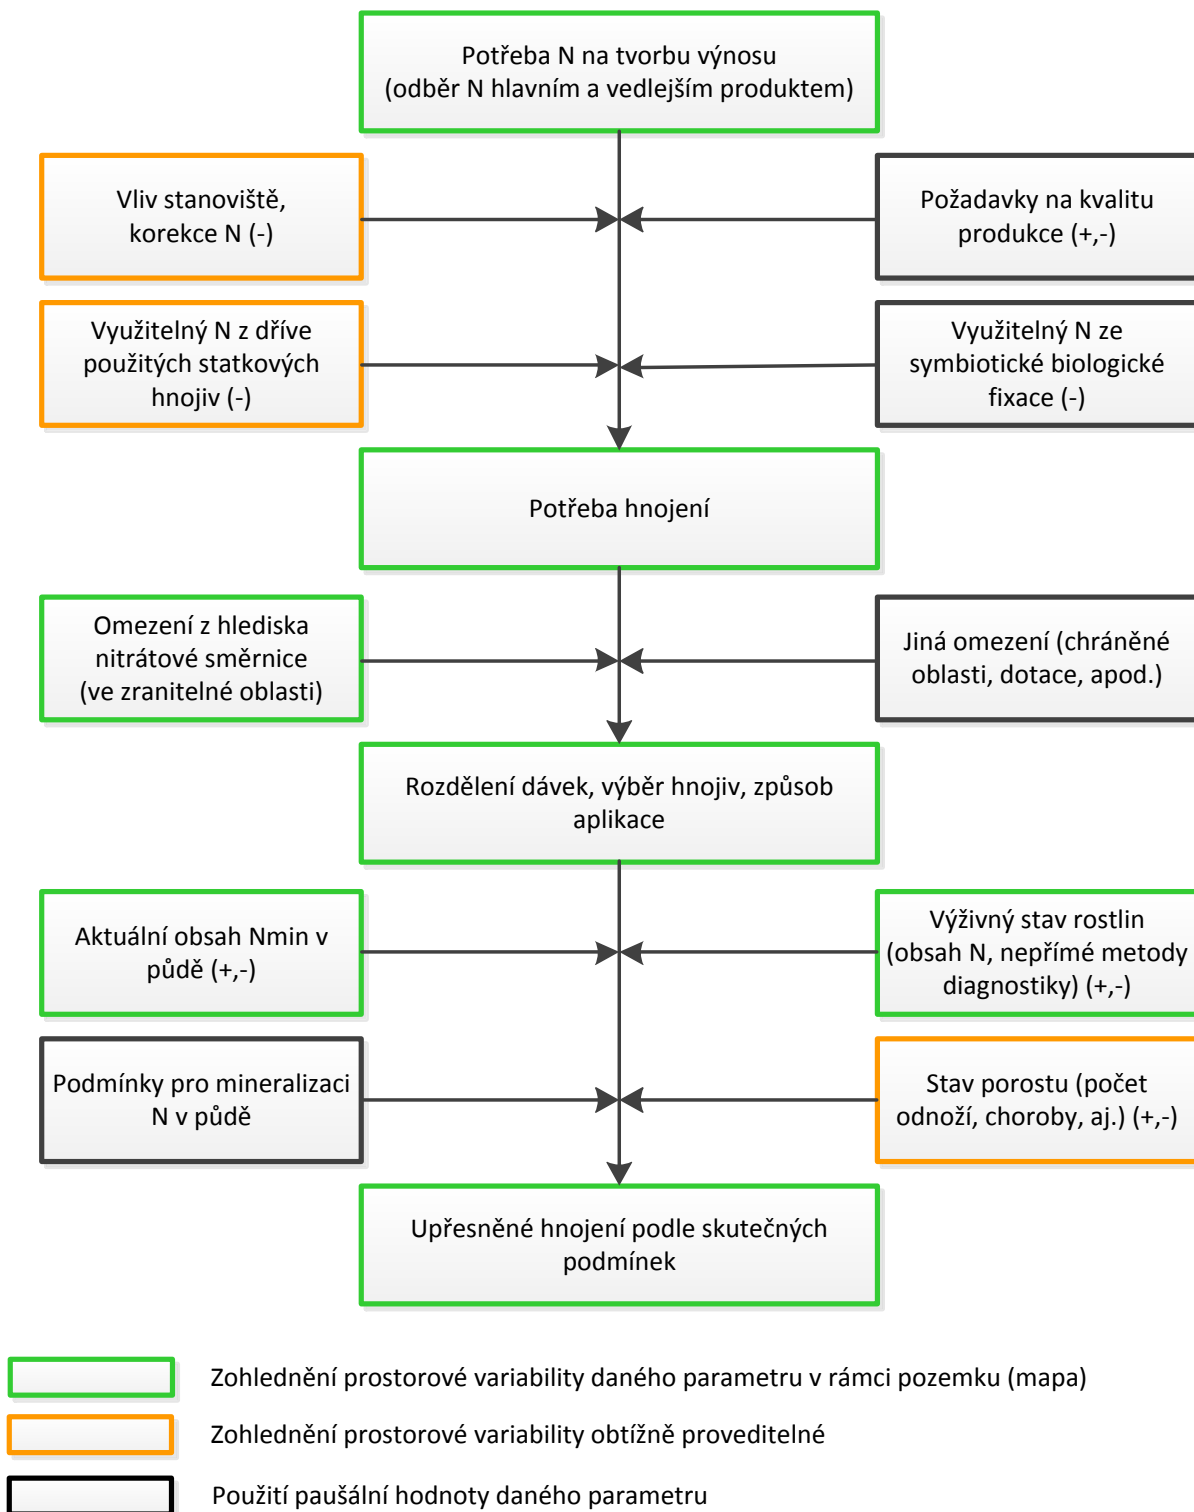 Potřeba N na tvorbu výnosu
(odběr N hlavním a vedlejším produktem)
Vliv stanoviště,
korekce N (-)
Požadavky na kvalitu
produkce (+,-)
Využitelný N z dříve
použitých statkových
hnojiv (-)
Využitelný N ze
symbiotické biologické
fixace (-)
Potřeba hnojení
Omezení z hlediska
nitrátové směrnice
(ve zranitelné oblasti)
Jiná omezení (chráněné
oblasti, dotace, apod.)
Rozdělení dávek, výběr hnojiv, způsob
aplikace
Aktuální obsah Nmin v
půdě (+,-)
Výživný stav rostlin
(obsah N, nepřímé metody
diagnostiky) (+,-)
Podmínky pro mineralizaci
N v půdě
Stav porostu (počet
odnoží, choroby, aj.) (+,-)
Upřesněné hnojení podle skutečných
podmínek
Zohlednění prostorové variability daného parametru v rámci pozemku (mapa)
Zohlednění prostorové variability obtížně proveditelné
Použití paušální hodnoty daného parametru